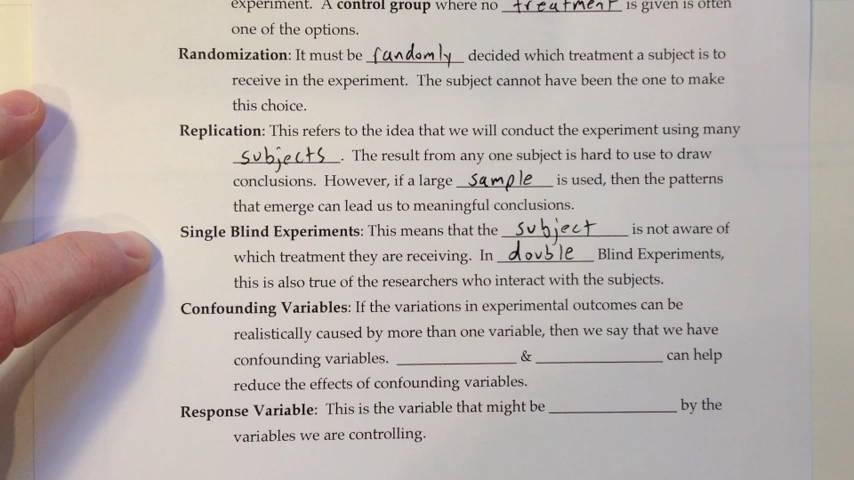 experiment. A control group where no treatment is given is often
one of the options.
Randomization: It must be randomly decided which treatment a subject is to
receive in the experiment. The subject cannot have been the one to make
this choice.
Replication: This refers to the idea that we will conduct the experiment using many
subjects. The result from any one subject is hard to use to draw
conclusions. However, if a large sample is used, then the patterns
that emerge can lead us to meaningful conclusions.
Single Blind Experiments: This means that the subject is not aware of
which treatment they are receiving. In double Blind Experiments,
this is also true of the researchers who interact with the subjects.
Confounding Variables: If the variations in experimental outcomes can be
realistically caused by more than one variable, then we say that we have
confounding variables. ____________ & ____________ can help
reduce the effects of confounding variables.
Response Variable: This is the variable that might be ____________ by the
variables we are controlling.